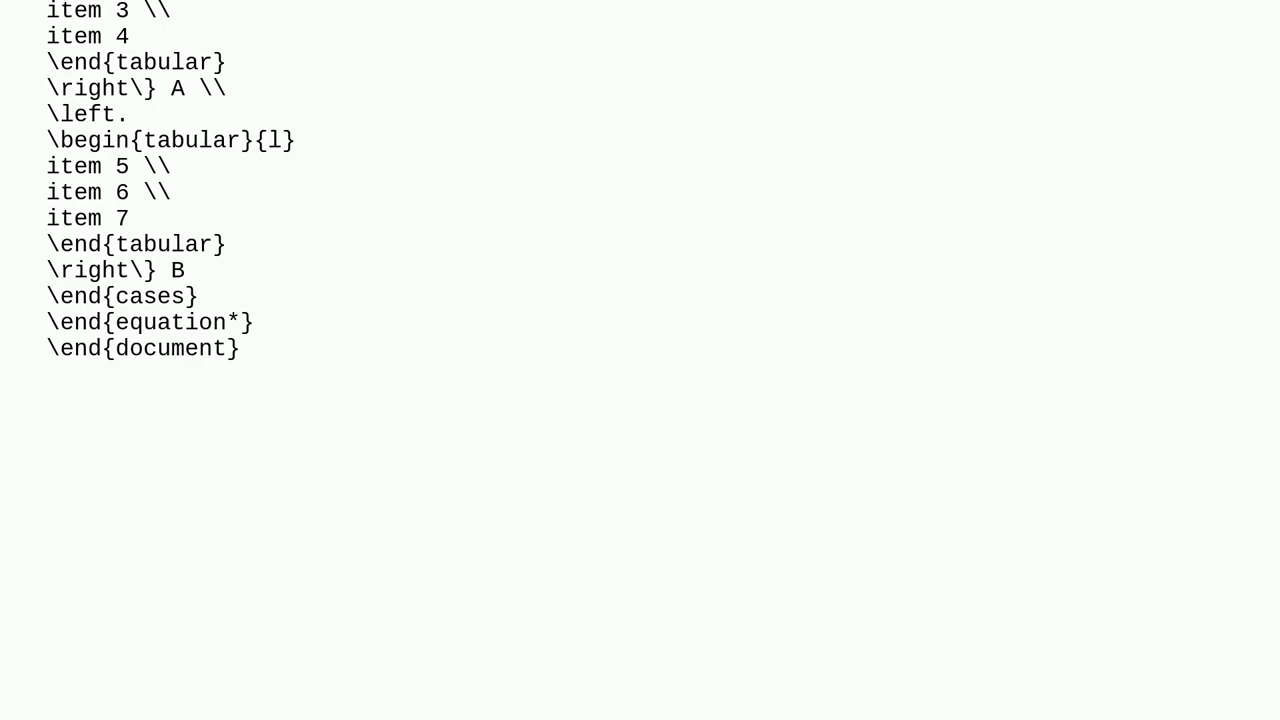 item 3 \\
item 4
\end{tabular}
\right\} A \\
\left.
\begin{tabular}{l}
item 5 \\
item 6 \\
item 7
\end{tabular}
\right\} B
\end{cases}
\end{equation*}
\end{document}